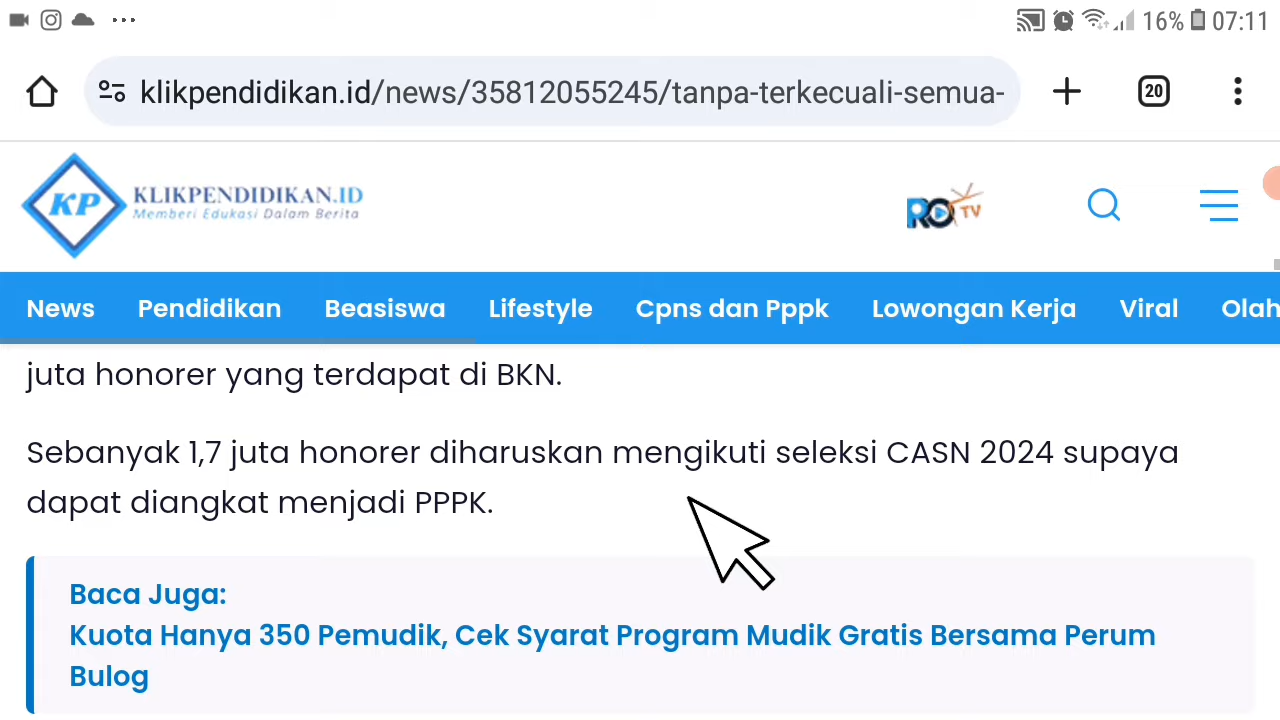 16% 07:11
klikpendidikan.id/news/35812055245/tanpa-terkecuali-semua-
20
KP KLIKPENDIDIKAN.ID
Memberi Edukasi Dalam Berita
RO TV
News Pendidikan Beasiswa Lifestyle Cpns dan Pppk Lowongan Kerja Viral Olah
juta honorer yang terdapat di BKN.
Sebanyak 1,7 juta honorer diharuskan mengikuti seleksi CASN 2024 supaya
dapat diangkat menjadi PPPK.
Baca Juga:
Kuota Hanya 350 Pemudik, Cek Syarat Program Mudik Gratis Bersama Perum
Bulog